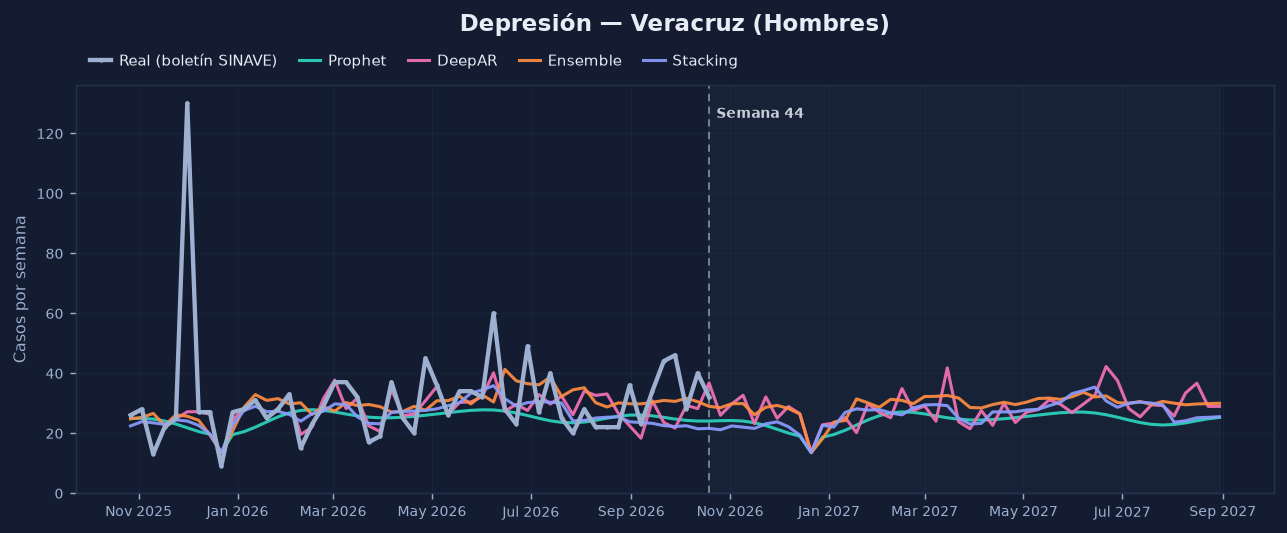 Depresión — Veracruz (Hombres)
Real (boletín SINAVE) Prophet DeepAR Ensemble Stacking
Semana 44
Casos por semana
120
100
80
60
40
20
0
Nov 2025 Jan 2026 Mar 2026 May 2026 Jul 2026 Sep 2026 Nov 2026 Jan 2027 Mar 2027 May 2027 Jul 2027 Sep 2027